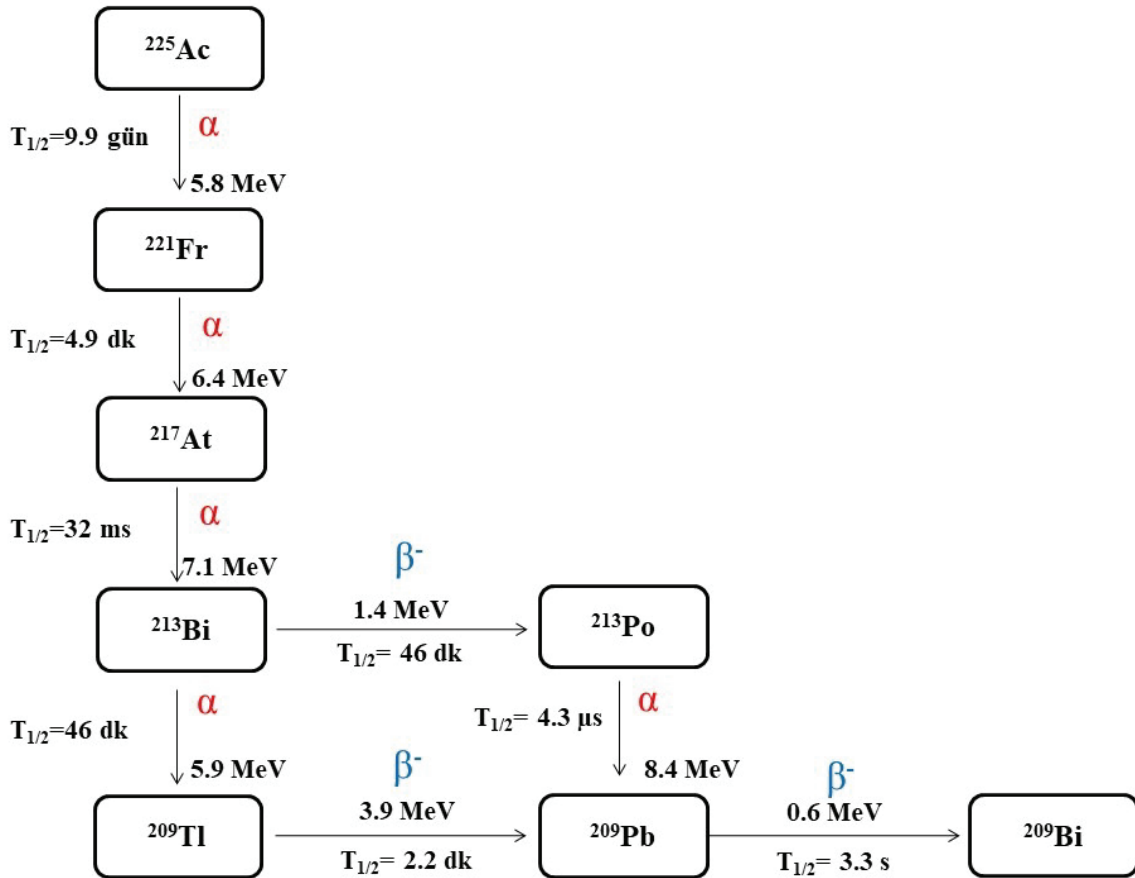 ²²⁵Ac
T₁/₂=9.9 gün
α
5.8 MeV
²²¹Fr
T₁/₂=4.9 dk
α
6.4 MeV
²¹⁷At
T₁/₂=32 ms
α
7.1 MeV
β⁻
²¹³Bi
1.4 MeV
T₁/₂= 46 dk
²¹³Po
T₁/₂=46 dk
α
5.9 MeV
T₁/₂= 4.3 µs
α
8.4 MeV
²⁰⁹Tl
β⁻
3.9 MeV
T₁/₂= 2.2 dk
²⁰⁹Pb
β⁻
0.6 MeV
T₁/₂= 3.3 s
²⁰⁹Bi